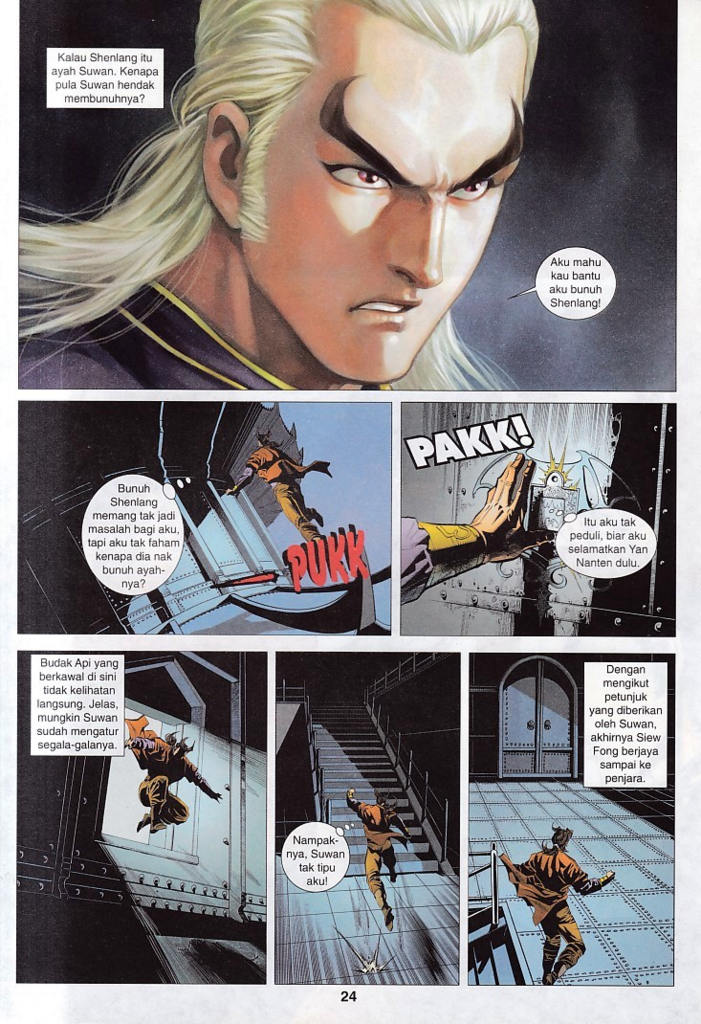 Kalau Shenlang itu
ayah Suwan. Kenapa
pula Suwan hendak
membunuhnya?
Aku mahu
kau bantu
aku bunuh
Shenlang!
Bunuh
Shenlang
memang tak jadi
masalah bagi aku,
tapi aku tak faham
kenapa dia nak
bunuh ayah-
nya?
PUKK
PAKK!
Itu aku tak
peduli, biar aku
selamatkan Yan
Nanten dulu.
Budak Api yang
berkawal di sini
tidak kelihatan
langsung. Jelas,
mungkin Suwan
sudah mengatur
segala-galanya.
Nampak-
nya, Suwan
tak tipu
aku!
Dengan
mengikut
petunjuk
yang diberikan
oleh Suwan,
akhirnya Siew
Fong berjaya
sampai ke
penjara.
24